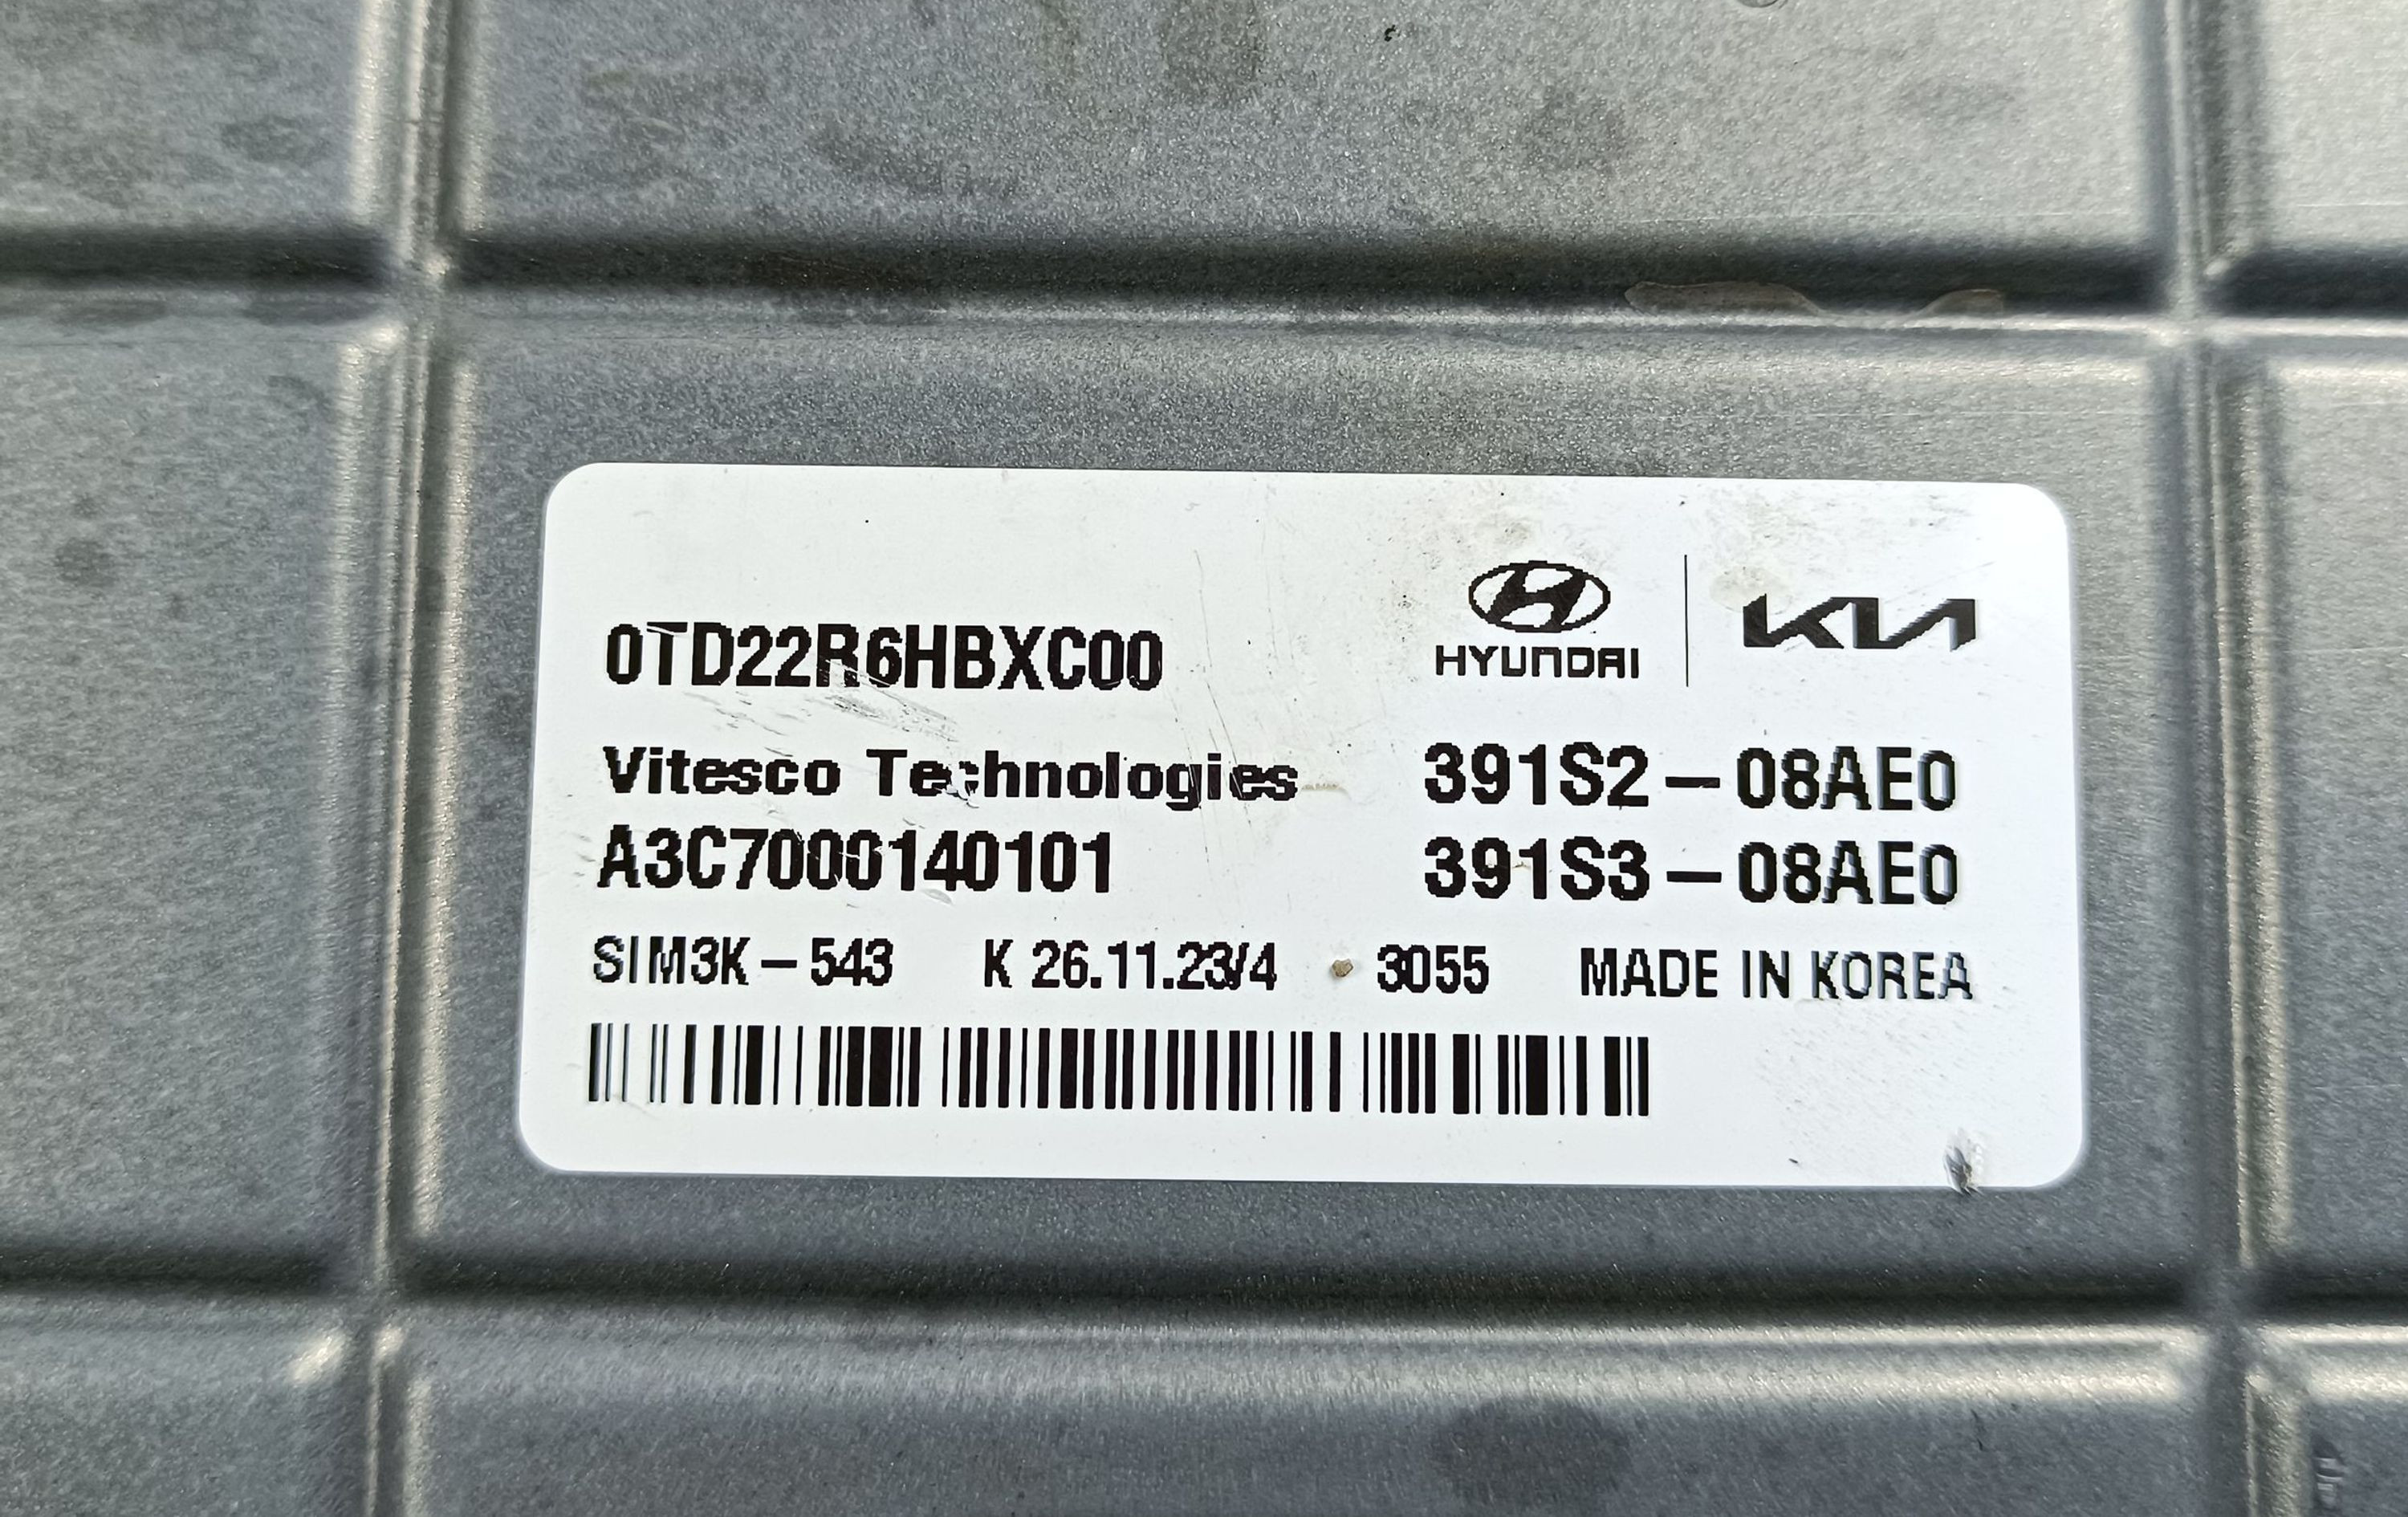 0TD22R6HBXC00
HYUNDAI
KIA
Vitesco Technologies
391S2-08AE0
A3C7000140101
391S3-08AE0
SIM3K-543 K 26.11.23/4 3055 MADE IN KOREA